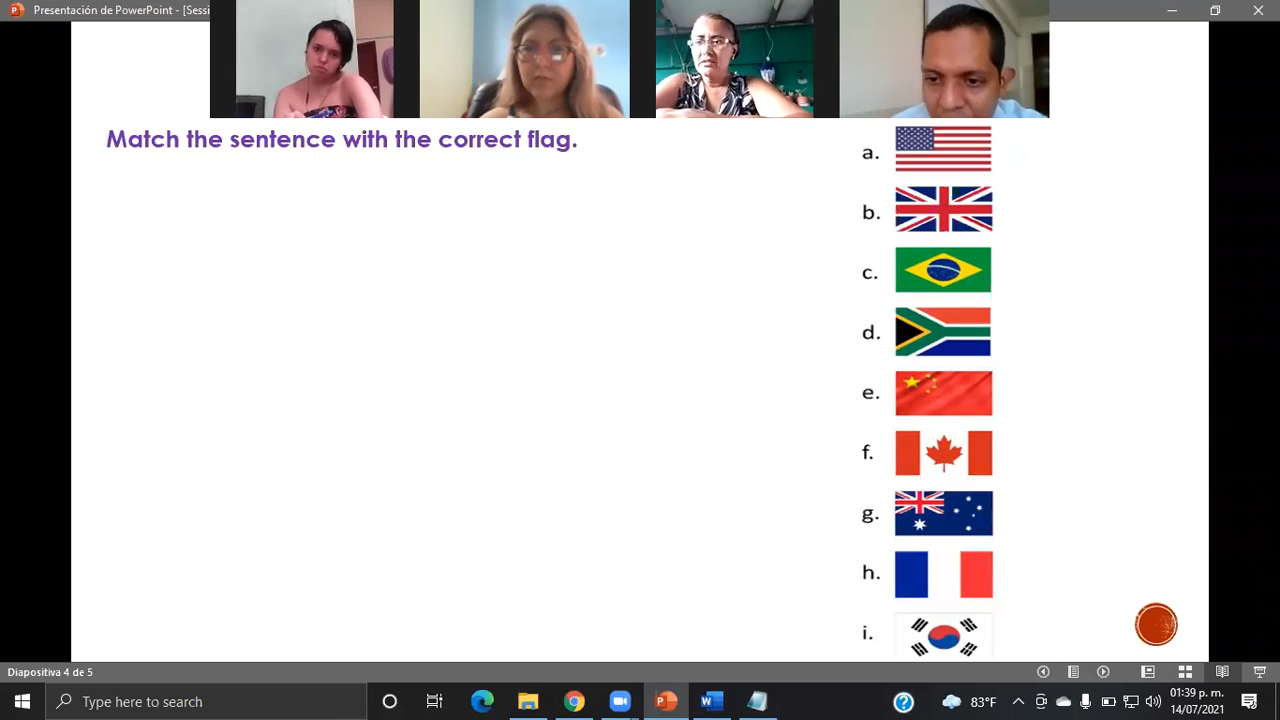 Presentación de PowerPoint - [Sessi
Match the sentence with the correct flag.
a.
b.
c.
d.
e.
f.
g.
h.
i.
Diapositiva 4 de 5
Type here to search
83°F
01:39 p. m.
14/07/2021